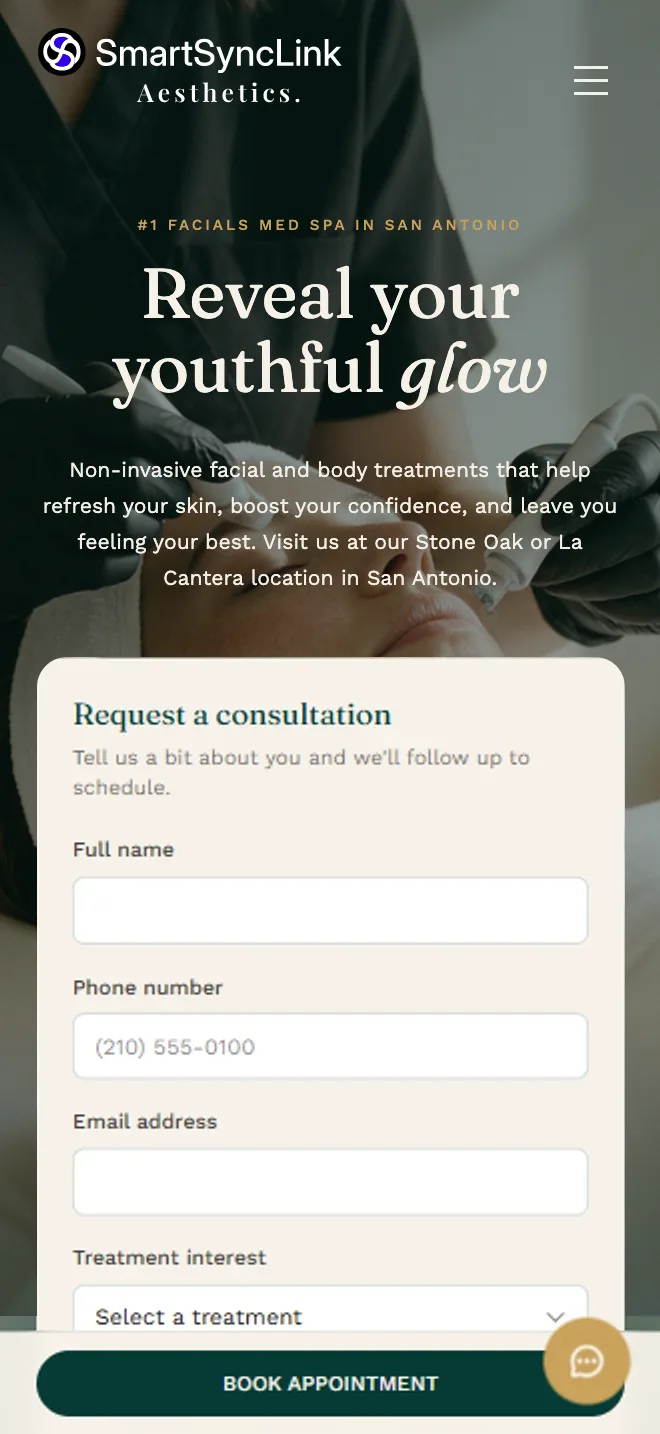 SmartSyncLink
Aesthetics.
#1 FACIALS MED SPA IN SAN ANTONIO
Reveal your
youthful glow
Non-invasive facial and body treatments that help
refresh your skin, boost your confidence, and leave you
feeling your best. Visit us at our Stone Oak or La
Cantera location in San Antonio.
Request a consultation
Tell us a bit about you and we'll follow up to
schedule.
Full name
Phone number
(210) 555-0100
Email address
Treatment interest
Select a treatment
BOOK APPOINTMENT